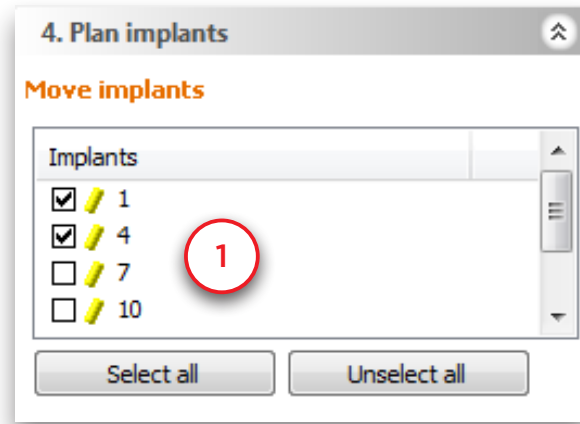 4. Plan implants
Move implants
Implants
1
4
7
10
1
Select all Unselect all